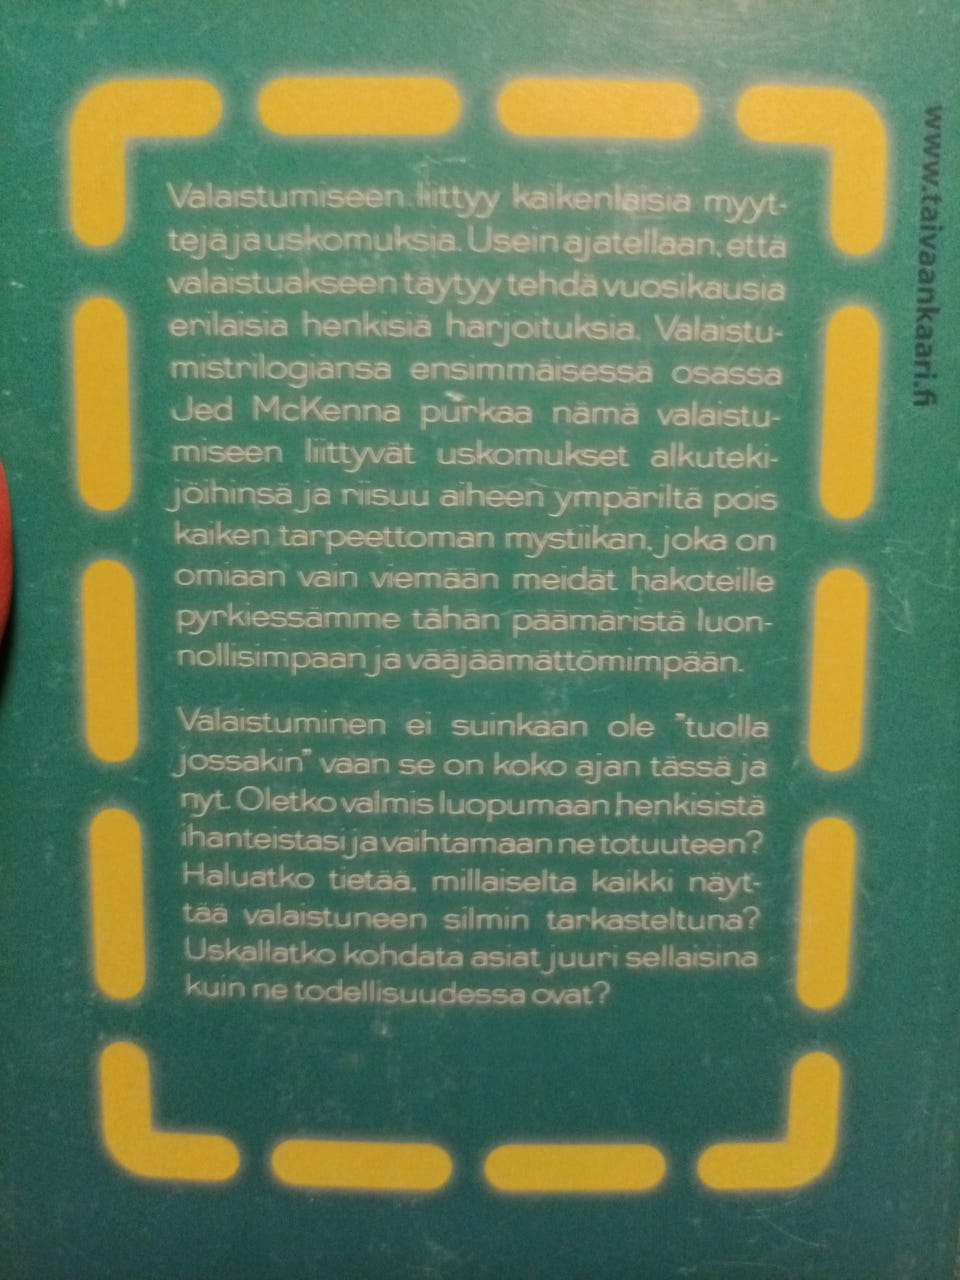 Valaistumiseen liittyy kaikenlaisia myyt-
tejä ja uskomuksia. Usein ajatellaan, että
valaistuakseen täytyy tehdä vuosikausia
erilaisia henkisiä harjoituksia. Valaistu-
mistrilogiansa ensimmäisessä osassa
Jed McKenna purkaa nämä valaistu-
miseen liittyvät uskomukset alkuteki-
jöihinsä ja riisuu aiheen ympäriltä pois
kaiken tarpeettoman mystiikan, joka on
omiaan vain viemään meidät hakoteille
pyrkiessämme tähän päämäristä luon-
nollisimpaan ja vääjäämättömimpään.
Valaistuminen ei suinkaan ole "tuolla
jossakin" vaan se on koko ajan tässä ja
nyt. Oletko valmis luopumaan henkisistä
ihanteistasi ja vaihtamaan ne totuuteen?
Haluatko tietää, millaiselta kaikki näyt-
tää valaistuneen silmin tarkasteltuna?
Uskallatko kohdata asiat juuri sellaisina
kuin ne todellisuudessa ovat?
www.taivaankaari.fi